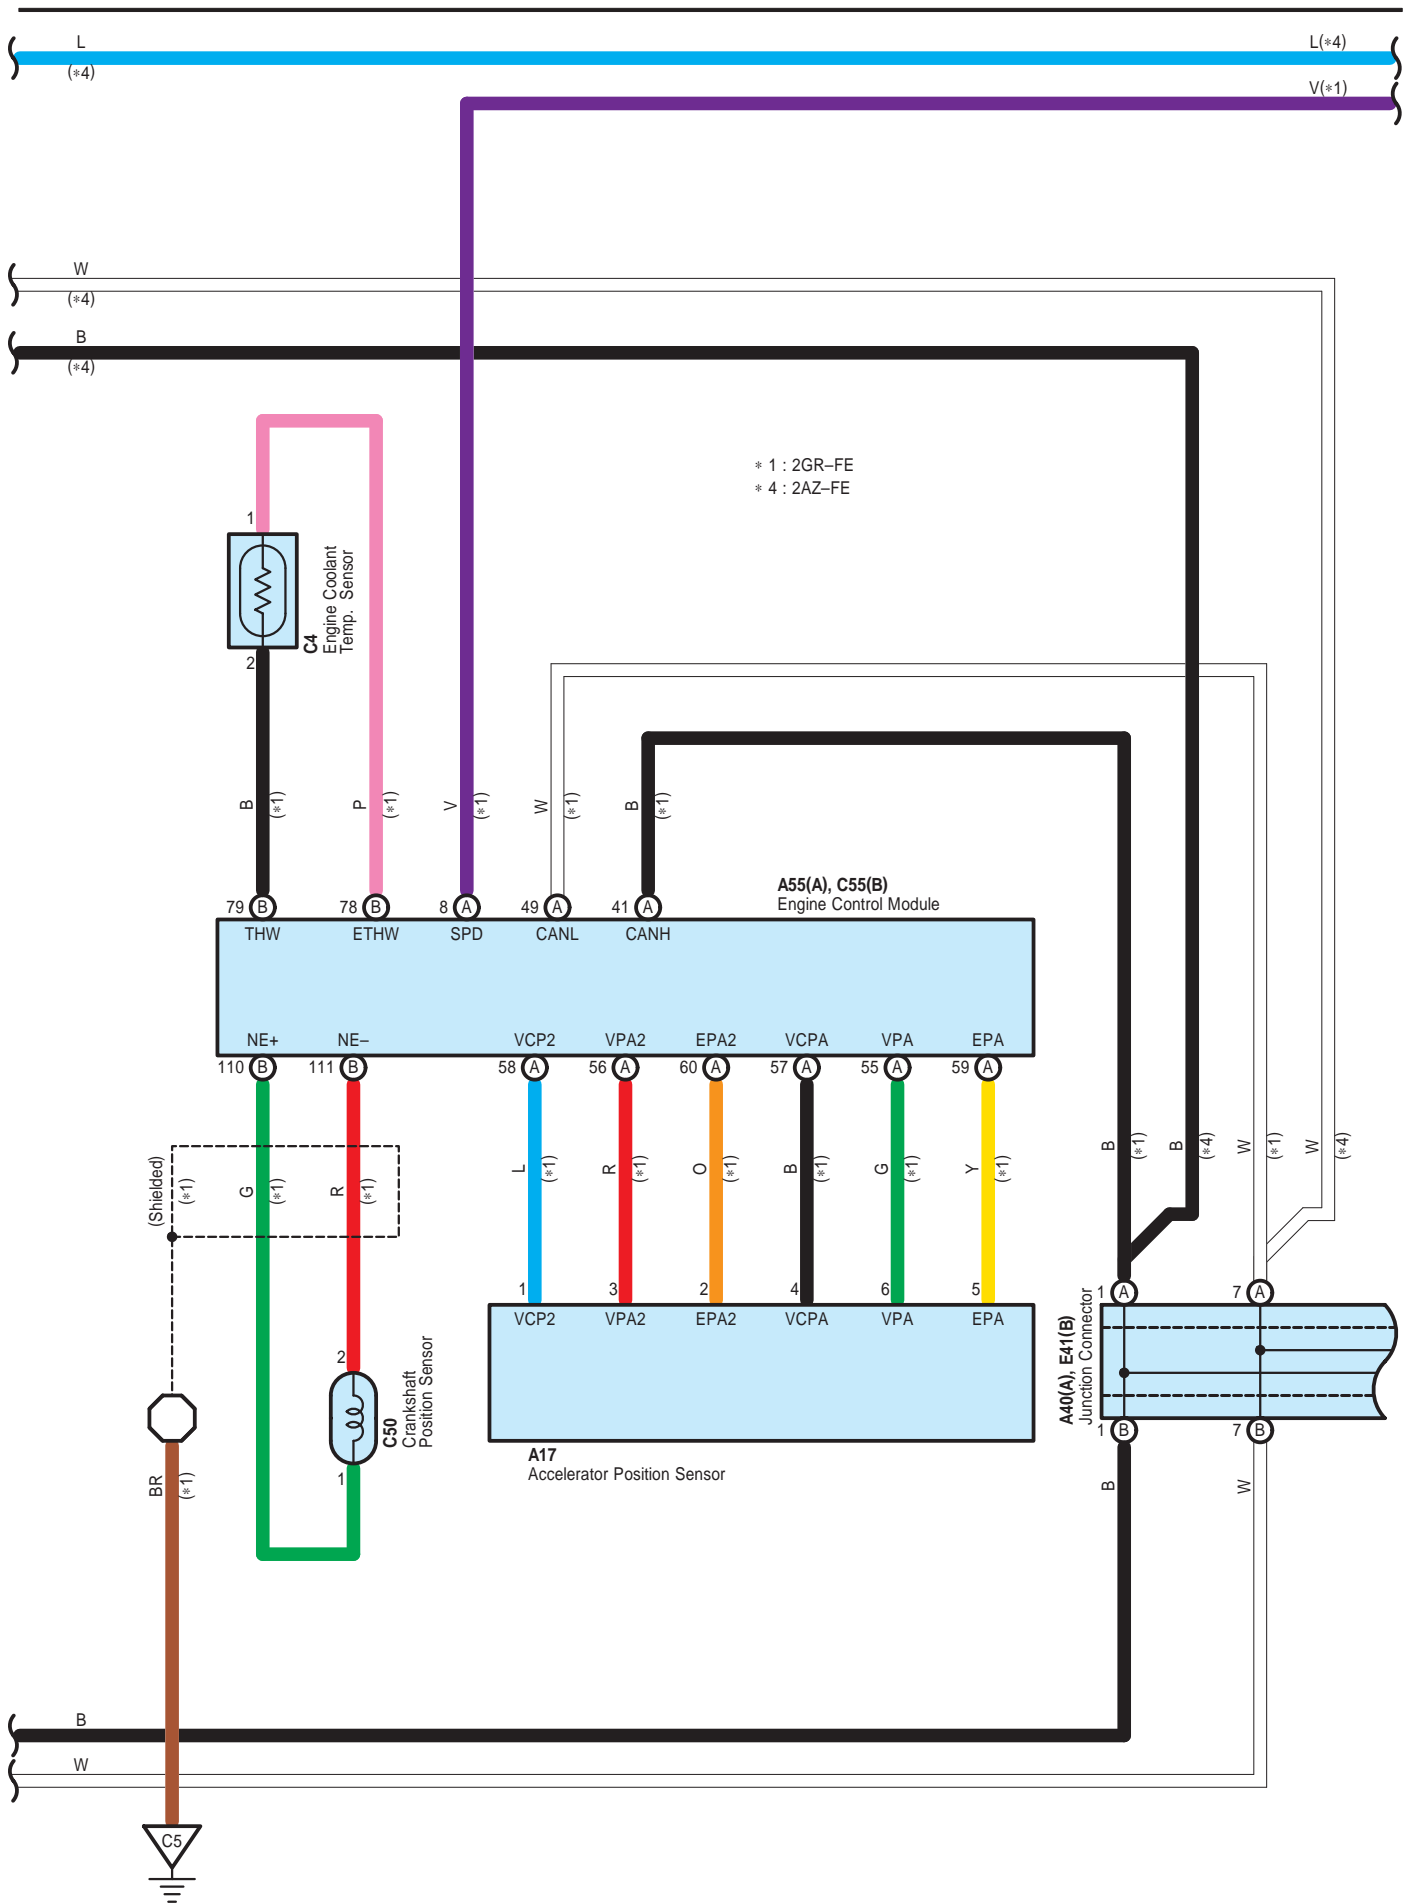 L
(*4)
L(*4)
V(*1)
W
(*4)
B
(*4)
* 1 : 2GR–FE
* 4 : 2AZ–FE
1
2
C4
Engine Coolant
Temp. Sensor
B
(*1)
P
(*1)
V
(*1)
W
(*1)
B
(*1)
A55(A), C55(B)
Engine Control Module
79 B
78 B
8 A
49 A
41 A
THW
ETHW
SPD
CANL
CANH
NE+
NE–
VCP2
VPA2
EPA2
VCPA
VPA
EPA
110 B
111 B
58 A
56 A
60 A
57 A
55 A
59 A
(Shielded)
(*1)
G
(*1)
R
(*1)
L
(*1)
R
(*1)
O
(*1)
B
(*1)
G
(*1)
Y
(*1)
B
(*1)
B
(*4)
W
(*1)
W
(*4)
1
3
2
4
6
5
VCP2
VPA2
EPA2
VCPA
VPA
EPA
A17
Accelerator Position Sensor
1 A
7 A
A40(A), E41(B)
Junction Connector
1 B
7 B
2
1
C50
Crankshaft
Position Sensor
BR
(*1)
B
W
B
W
C5